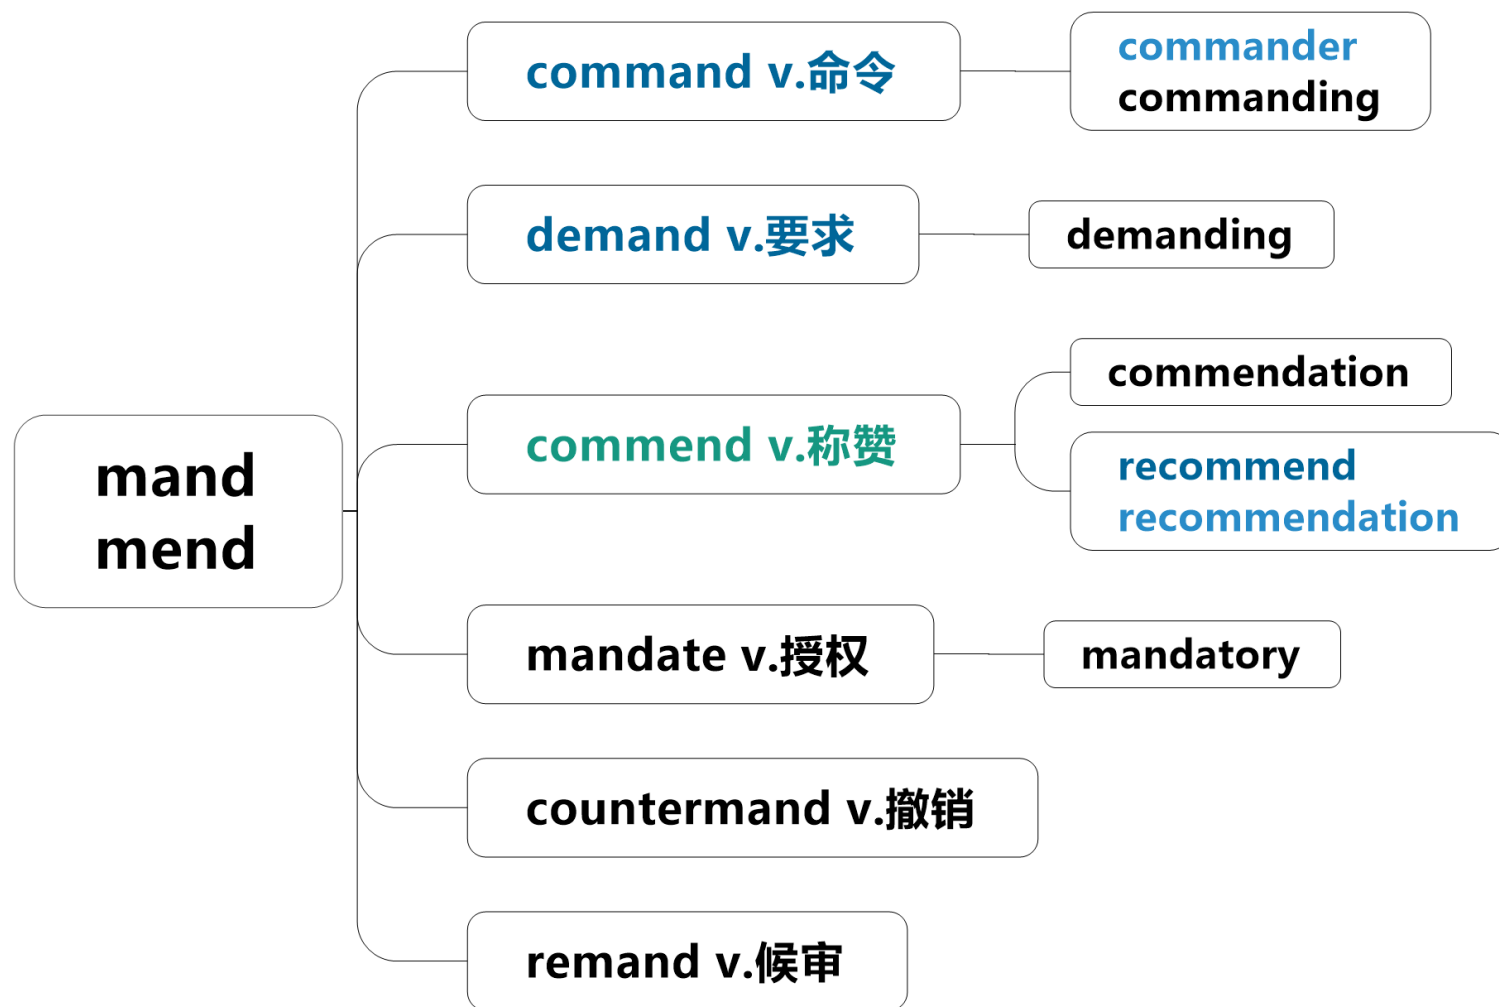 mand
mend
command v.命令
commander
commanding
demand v.要求
demanding
commend v.称赞
commendation
recommend
recommendation
mandate v.授权
mandatory
countermand v.撤销
remand v.候审